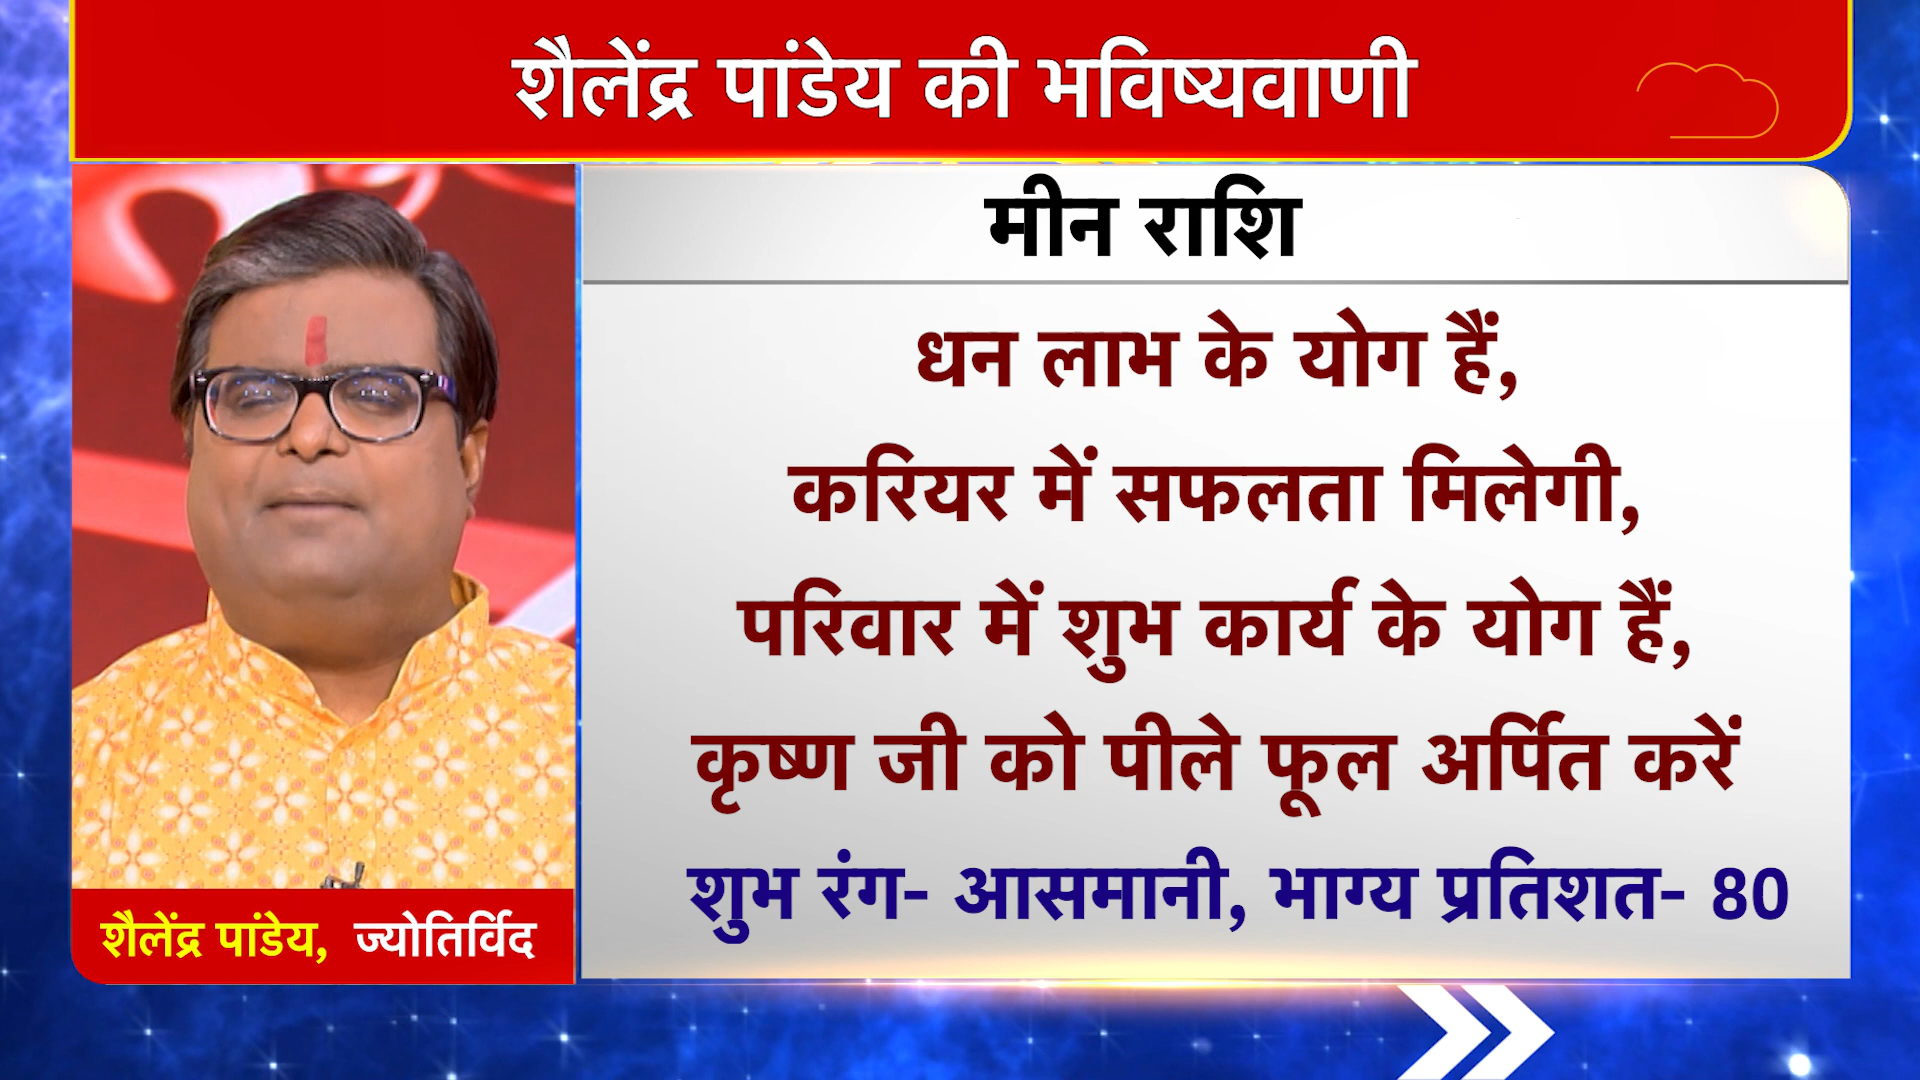 शैलेंद्र पांडेय की भविष्यवाणी
मीन राशि
धन लाभ के योग हैं,
करियर में सफलता मिलेगी,
परिवार में शुभ कार्य के योग हैं,
कृष्ण जी को पीले फूल अर्पित करें
शुभ रंग- आसमानी, भाग्य प्रतिशत- 80
शैलेंद्र पांडेय, ज्योतिर्विद